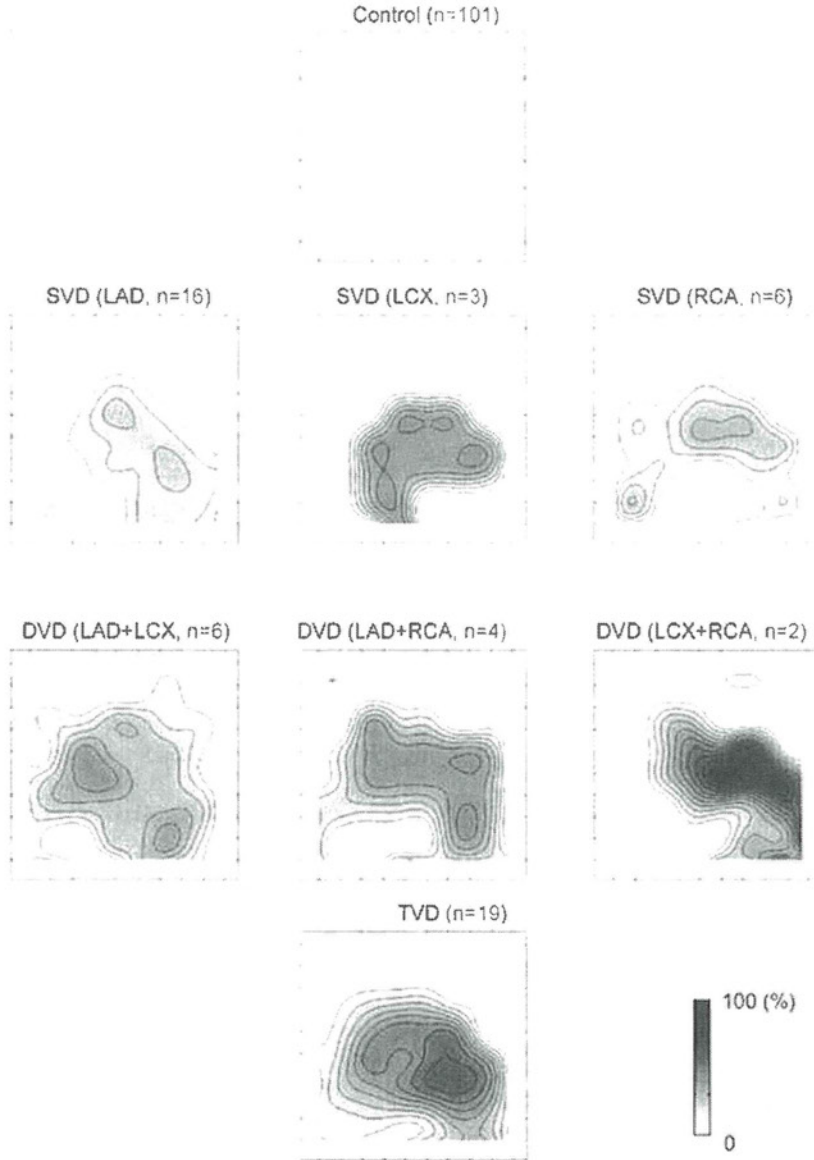 Control (n=101)
SVD (LAD, n=16)
SVD (LCX, n=3)
SVD (RCA, n=6)
DVD (LAD+LCX, n=6)
DVD (LAD+RCA, n=4)
DVD (LCX+RCA, n=2)
TVD (n=19)
100 (%)
0